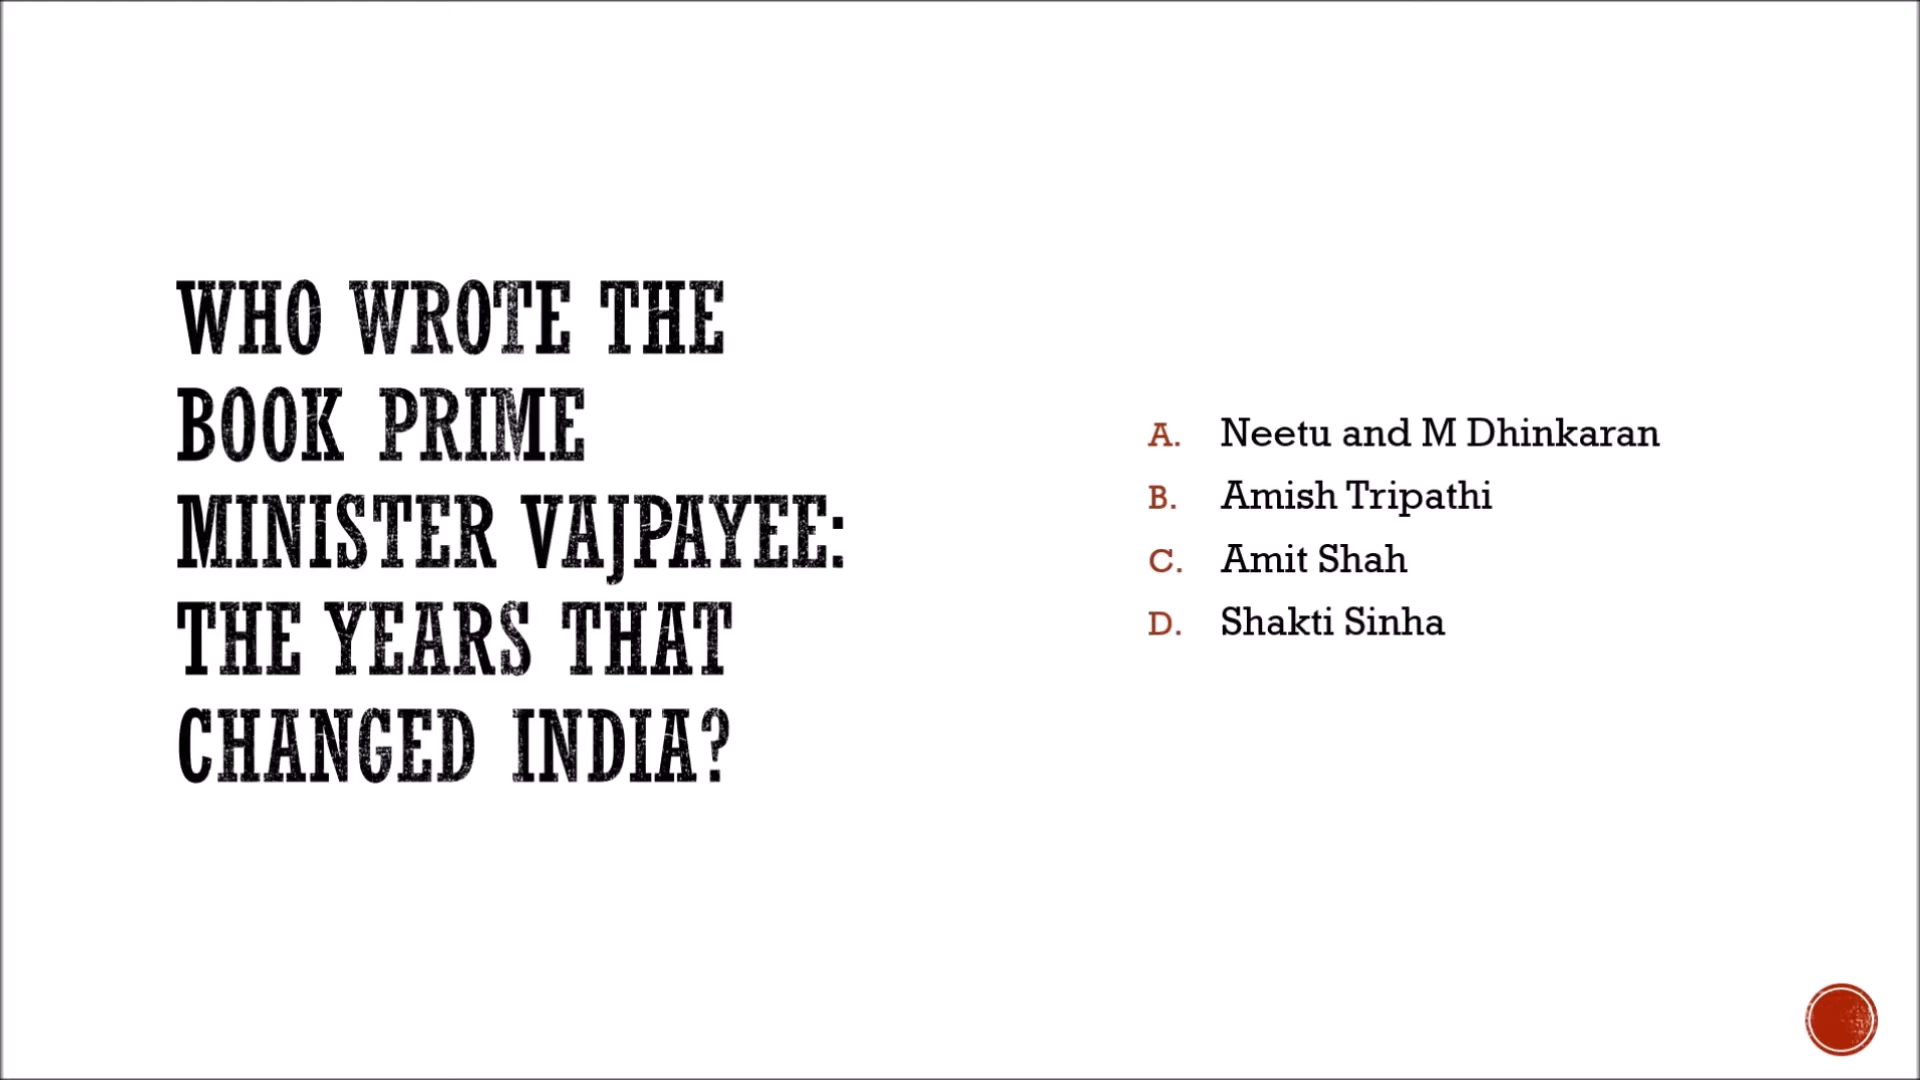 WHO WROTE THE
BOOK PRIME
MINISTER VAJPAYEE:
THE YEARS THAT
CHANGED INDIA?
A. Neetu and M Dhinkaran
B. Amish Tripathi
C. Amit Shah
D. Shakti Sinha